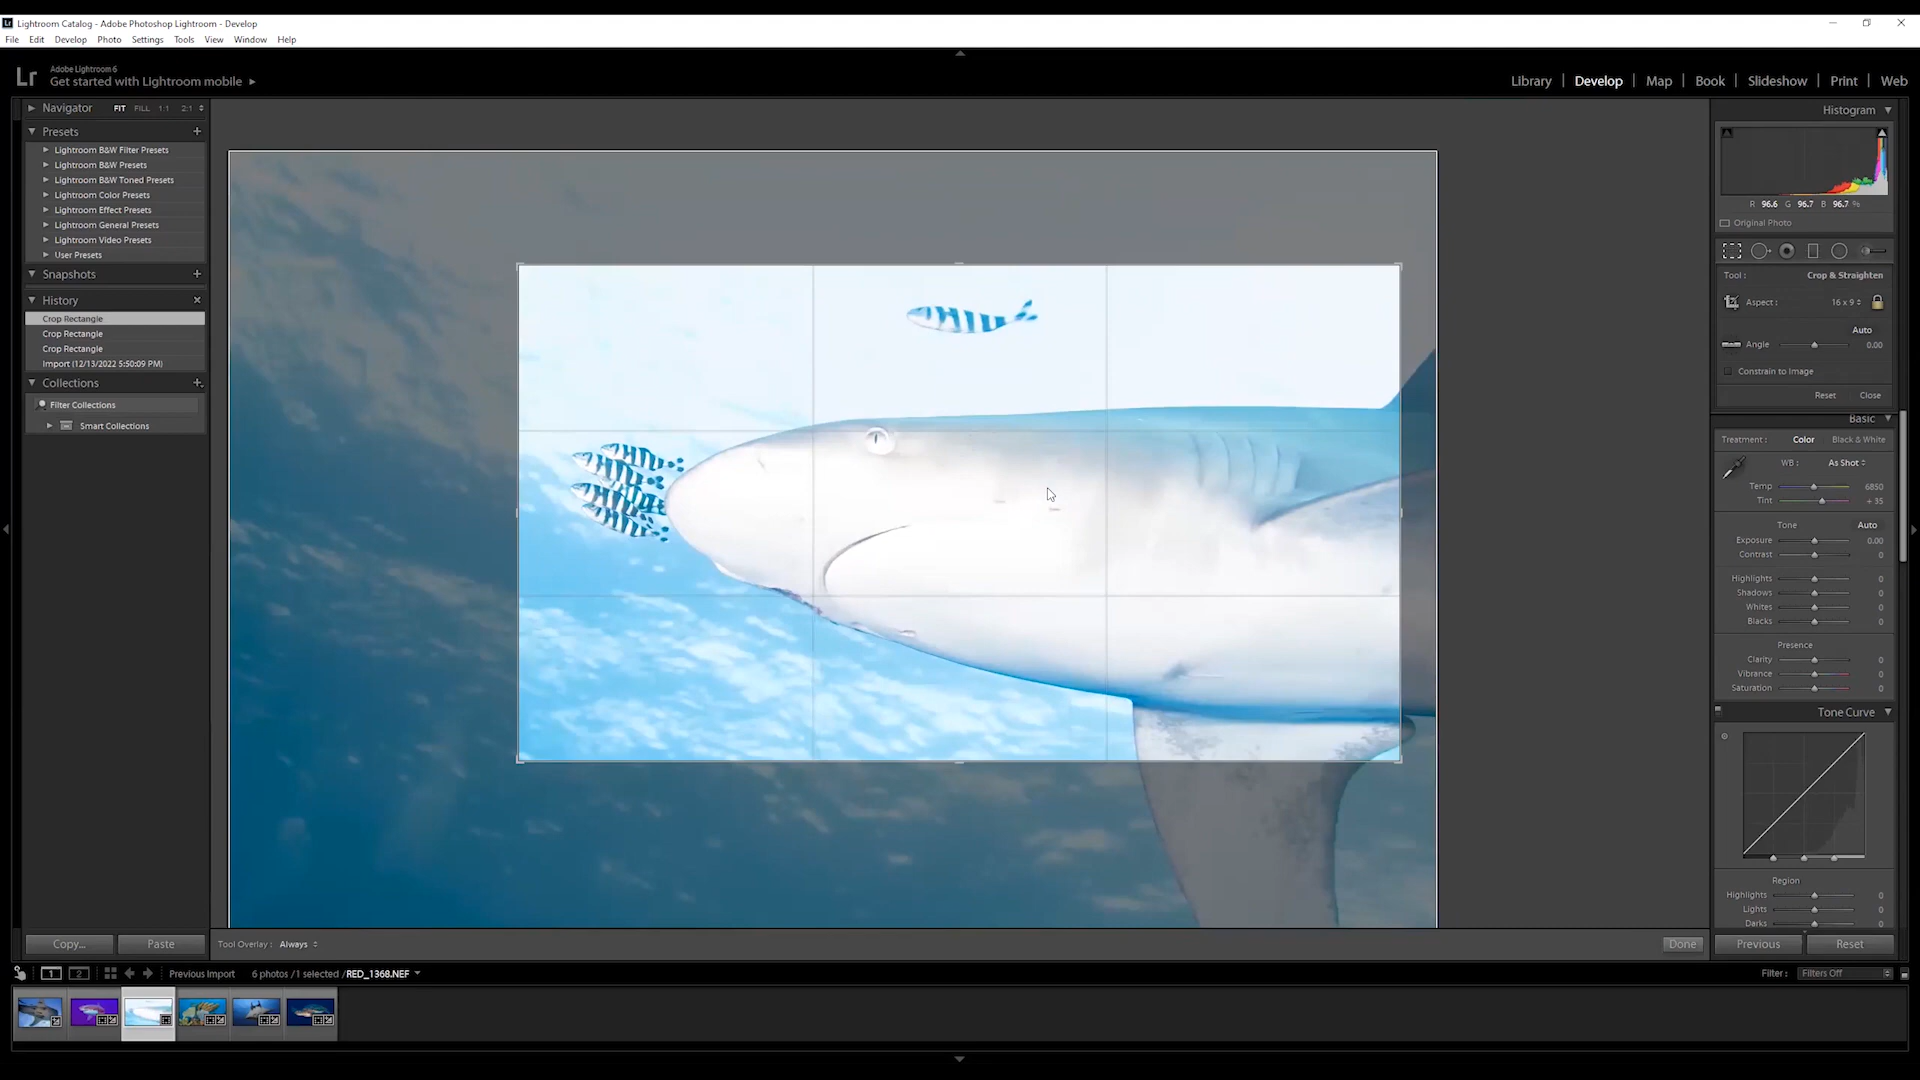 Lightroom Catalog - Adobe Photoshop Lightroom - Develop
File Edit Develop Photo Settings Tools View Window Help
Lr
Adobe Lightroom 6
Get started with Lightroom mobile
Library Develop Map Book Slideshow Print Web
Navigator FIT FILL 1:1 2:1
Presets
Lightroom B&W Filter Presets
Lightroom B&W Presets
Lightroom B&W Toned Presets
Lightroom Color Presets
Lightroom Effect Presets
Lightroom General Presets
Lightroom Video Presets
User Presets
Snapshots
History
Crop Rectangle
Crop Rectangle
Crop Rectangle
Import (12/13/2022 5:50:09 PM)
Collections
Filter Collections
Smart Collections
Copy... Paste
Tool Overlay : Always
Done
Histogram
R 96.6 G 96.7 B 96.7 %
Original Photo
Tool : Crop & Straighten
Aspect : 16 x 9
Auto
Angle 0.00
Constrain to Image
Reset Close
Basic
Treatment : Color Black & White
WB : As Shot
Temp 6850
Tint + 35
Tone Auto
Exposure 0.00
Contrast 0
Highlights 0
Shadows 0
Whites 0
Blacks 0
Presence
Clarity 0
Vibrance 0
Saturation 0
Tone Curve
Region
Highlights 0
Lights 0
Darks 0
Previous Reset
1 2 Previous Import 6 photos /1 selected /RED_1368.NEF
Filter : Filters Off